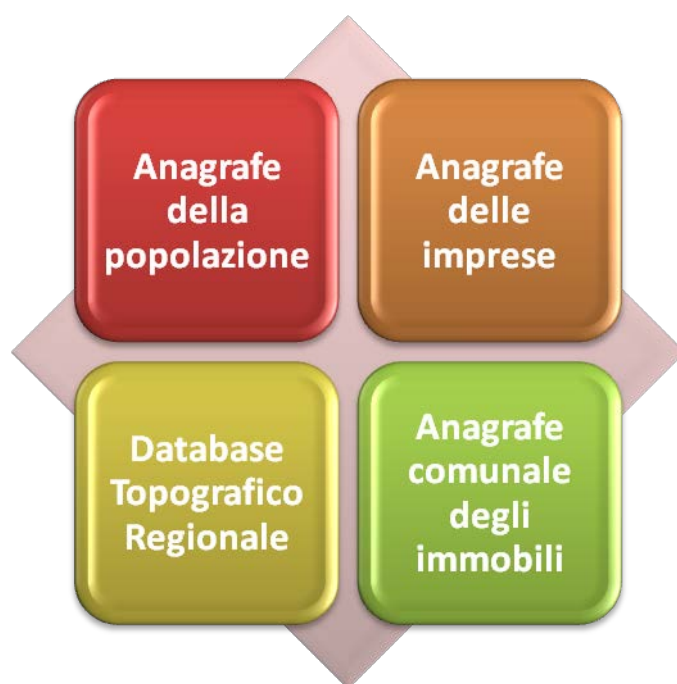 Anagrafe
della
popolazione
Anagrafe
delle
imprese
Database
Topografico
Regionale
Anagrafe
comunale
degli
immobili